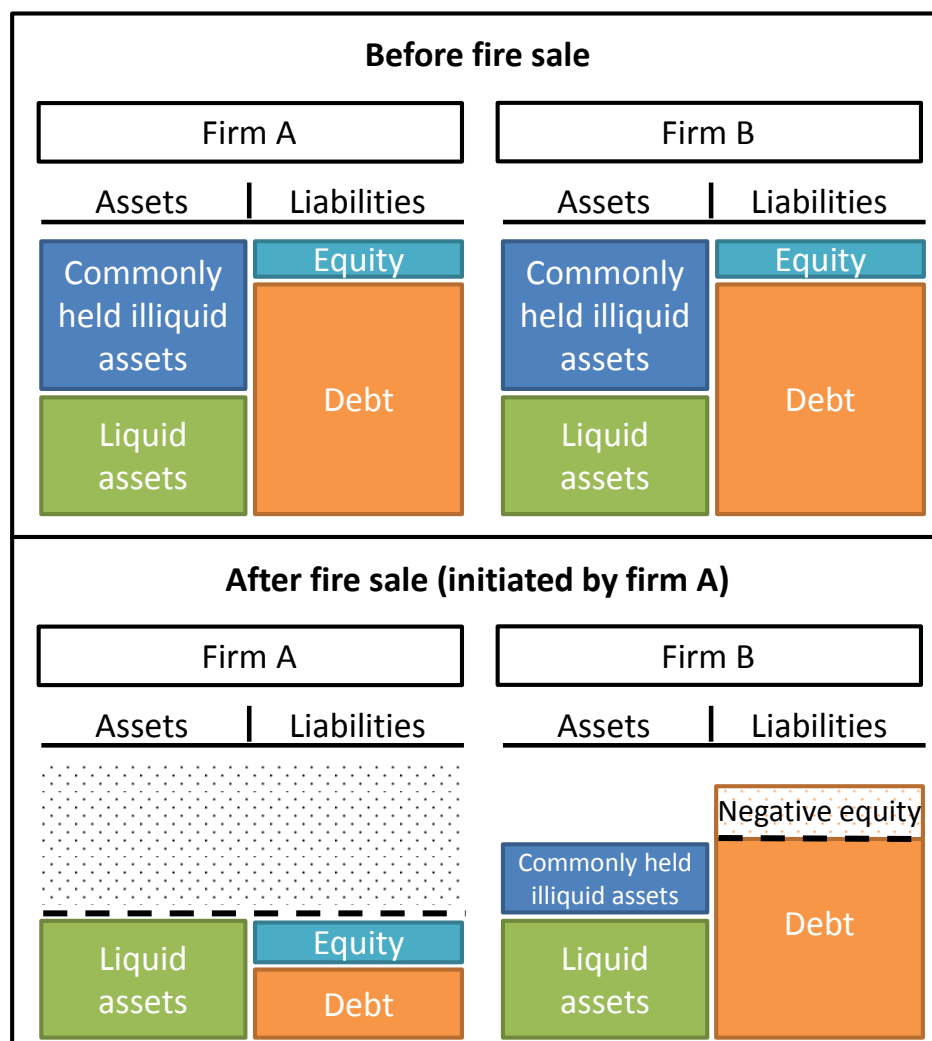 Before fire sale
Firm A
Firm B
Assets
Liabilities
Assets
Liabilities
Commonly
held illiquid
assets
Equity
Commonly
held illiquid
assets
Equity
Debt
Debt
Liquid
assets
Liquid
assets
After fire sale (initiated by firm A)
Firm A
Firm B
Assets
Liabilities
Assets
Liabilities
Negative equity
Commonly held
illiquid assets
Debt
Liquid
assets
Equity
Debt
Liquid
assets